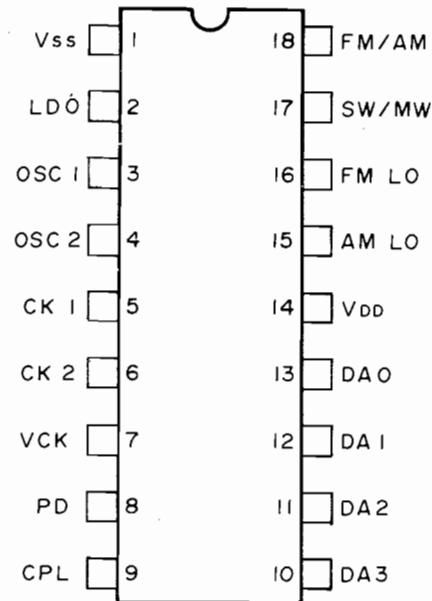 Vss 1 18 FM/AM
LDO 2 17 SW/MW
OSC 1 3 16 FM LO
OSC 2 4 15 AM LO
CK 1 5 14 VDD
CK 2 6 13 DA0
VCK 7 12 DA1
PD 8 11 DA2
CPL 9 10 DA3